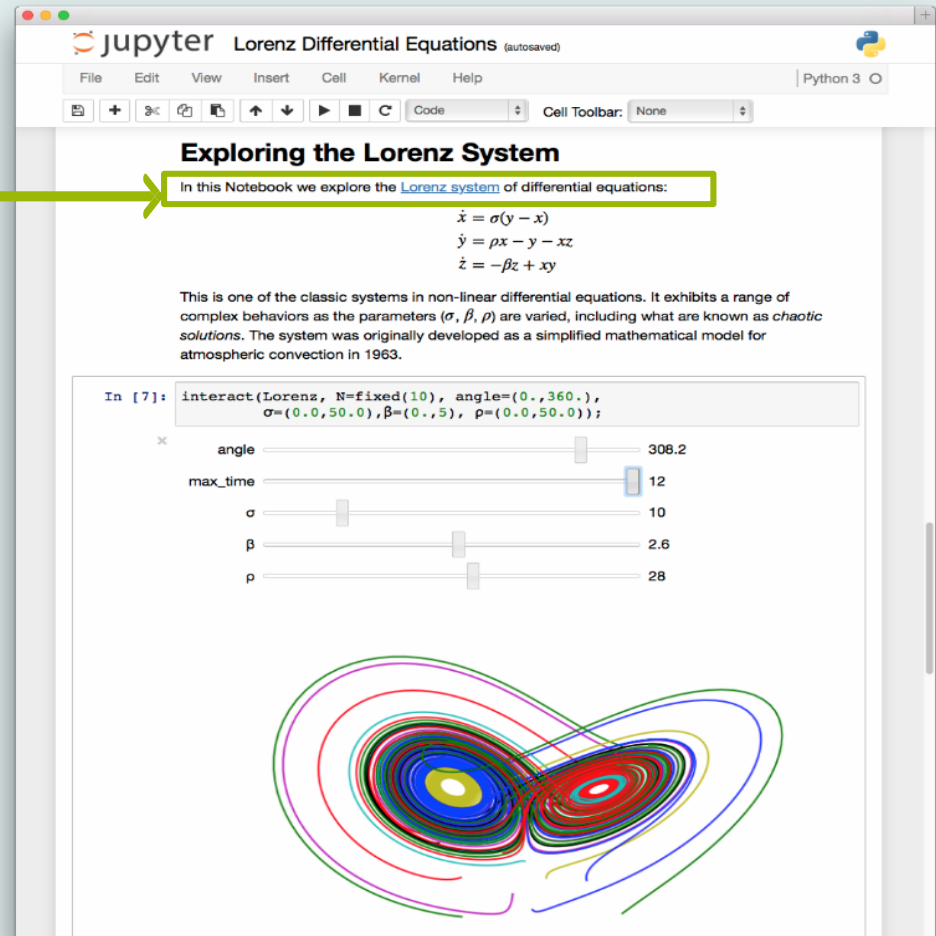 jupyter Lorenz Differential Equations (autosaved)
File Edit View Insert Cell Kernel Help Python 3
Code Cell Toolbar: None
Exploring the Lorenz System
In this Notebook we explore the Lorenz system of differential equations:
ẋ = σ(y − x)
ẏ = ρx − y − xz
ż = −βz + xy
This is one of the classic systems in non-linear differential equations. It exhibits a range of
complex behaviors as the parameters (σ, β, ρ) are varied, including what are known as chaotic
solutions. The system was originally developed as a simplified mathematical model for
atmospheric convection in 1963.
In [7]: interact(Lorenz, N=fixed(10), angle=(0.,360.),
σ=(0.0,50.0),β=(0.,5), ρ=(0.0,50.0));
angle 308.2
max_time 12
σ 10
β 2.6
ρ 28